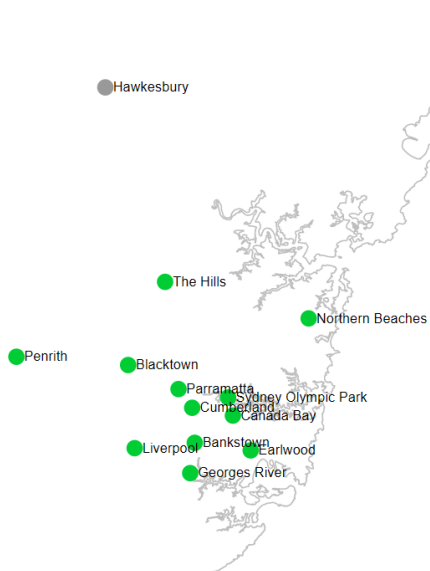 Hawkesbury
The Hills
Northern Beaches
Penrith
Blacktown
Parramatta
Sydney Olympic Park
Cumberland
Canada Bay
Bankstown
Liverpool
Earlwood
Georges River